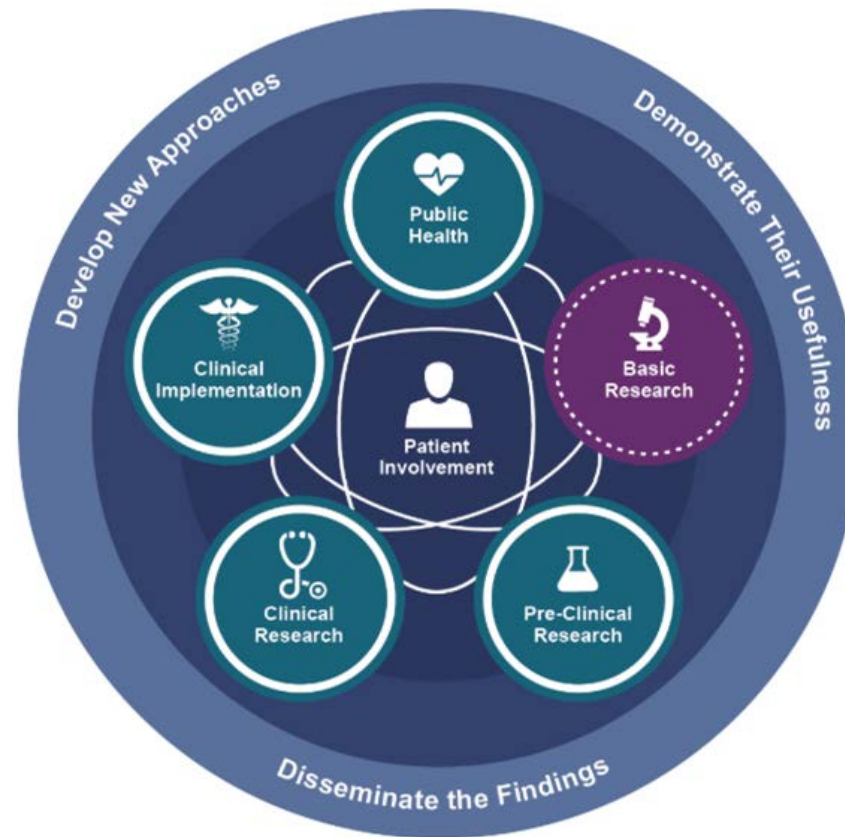 Develop New Approaches
Demonstrate Their Usefulness
Public
Health
Clinical
Implementation
Basic
Research
Patient
Involvement
Clinical
Research
Pre-Clinical
Research
Disseminate the Findings